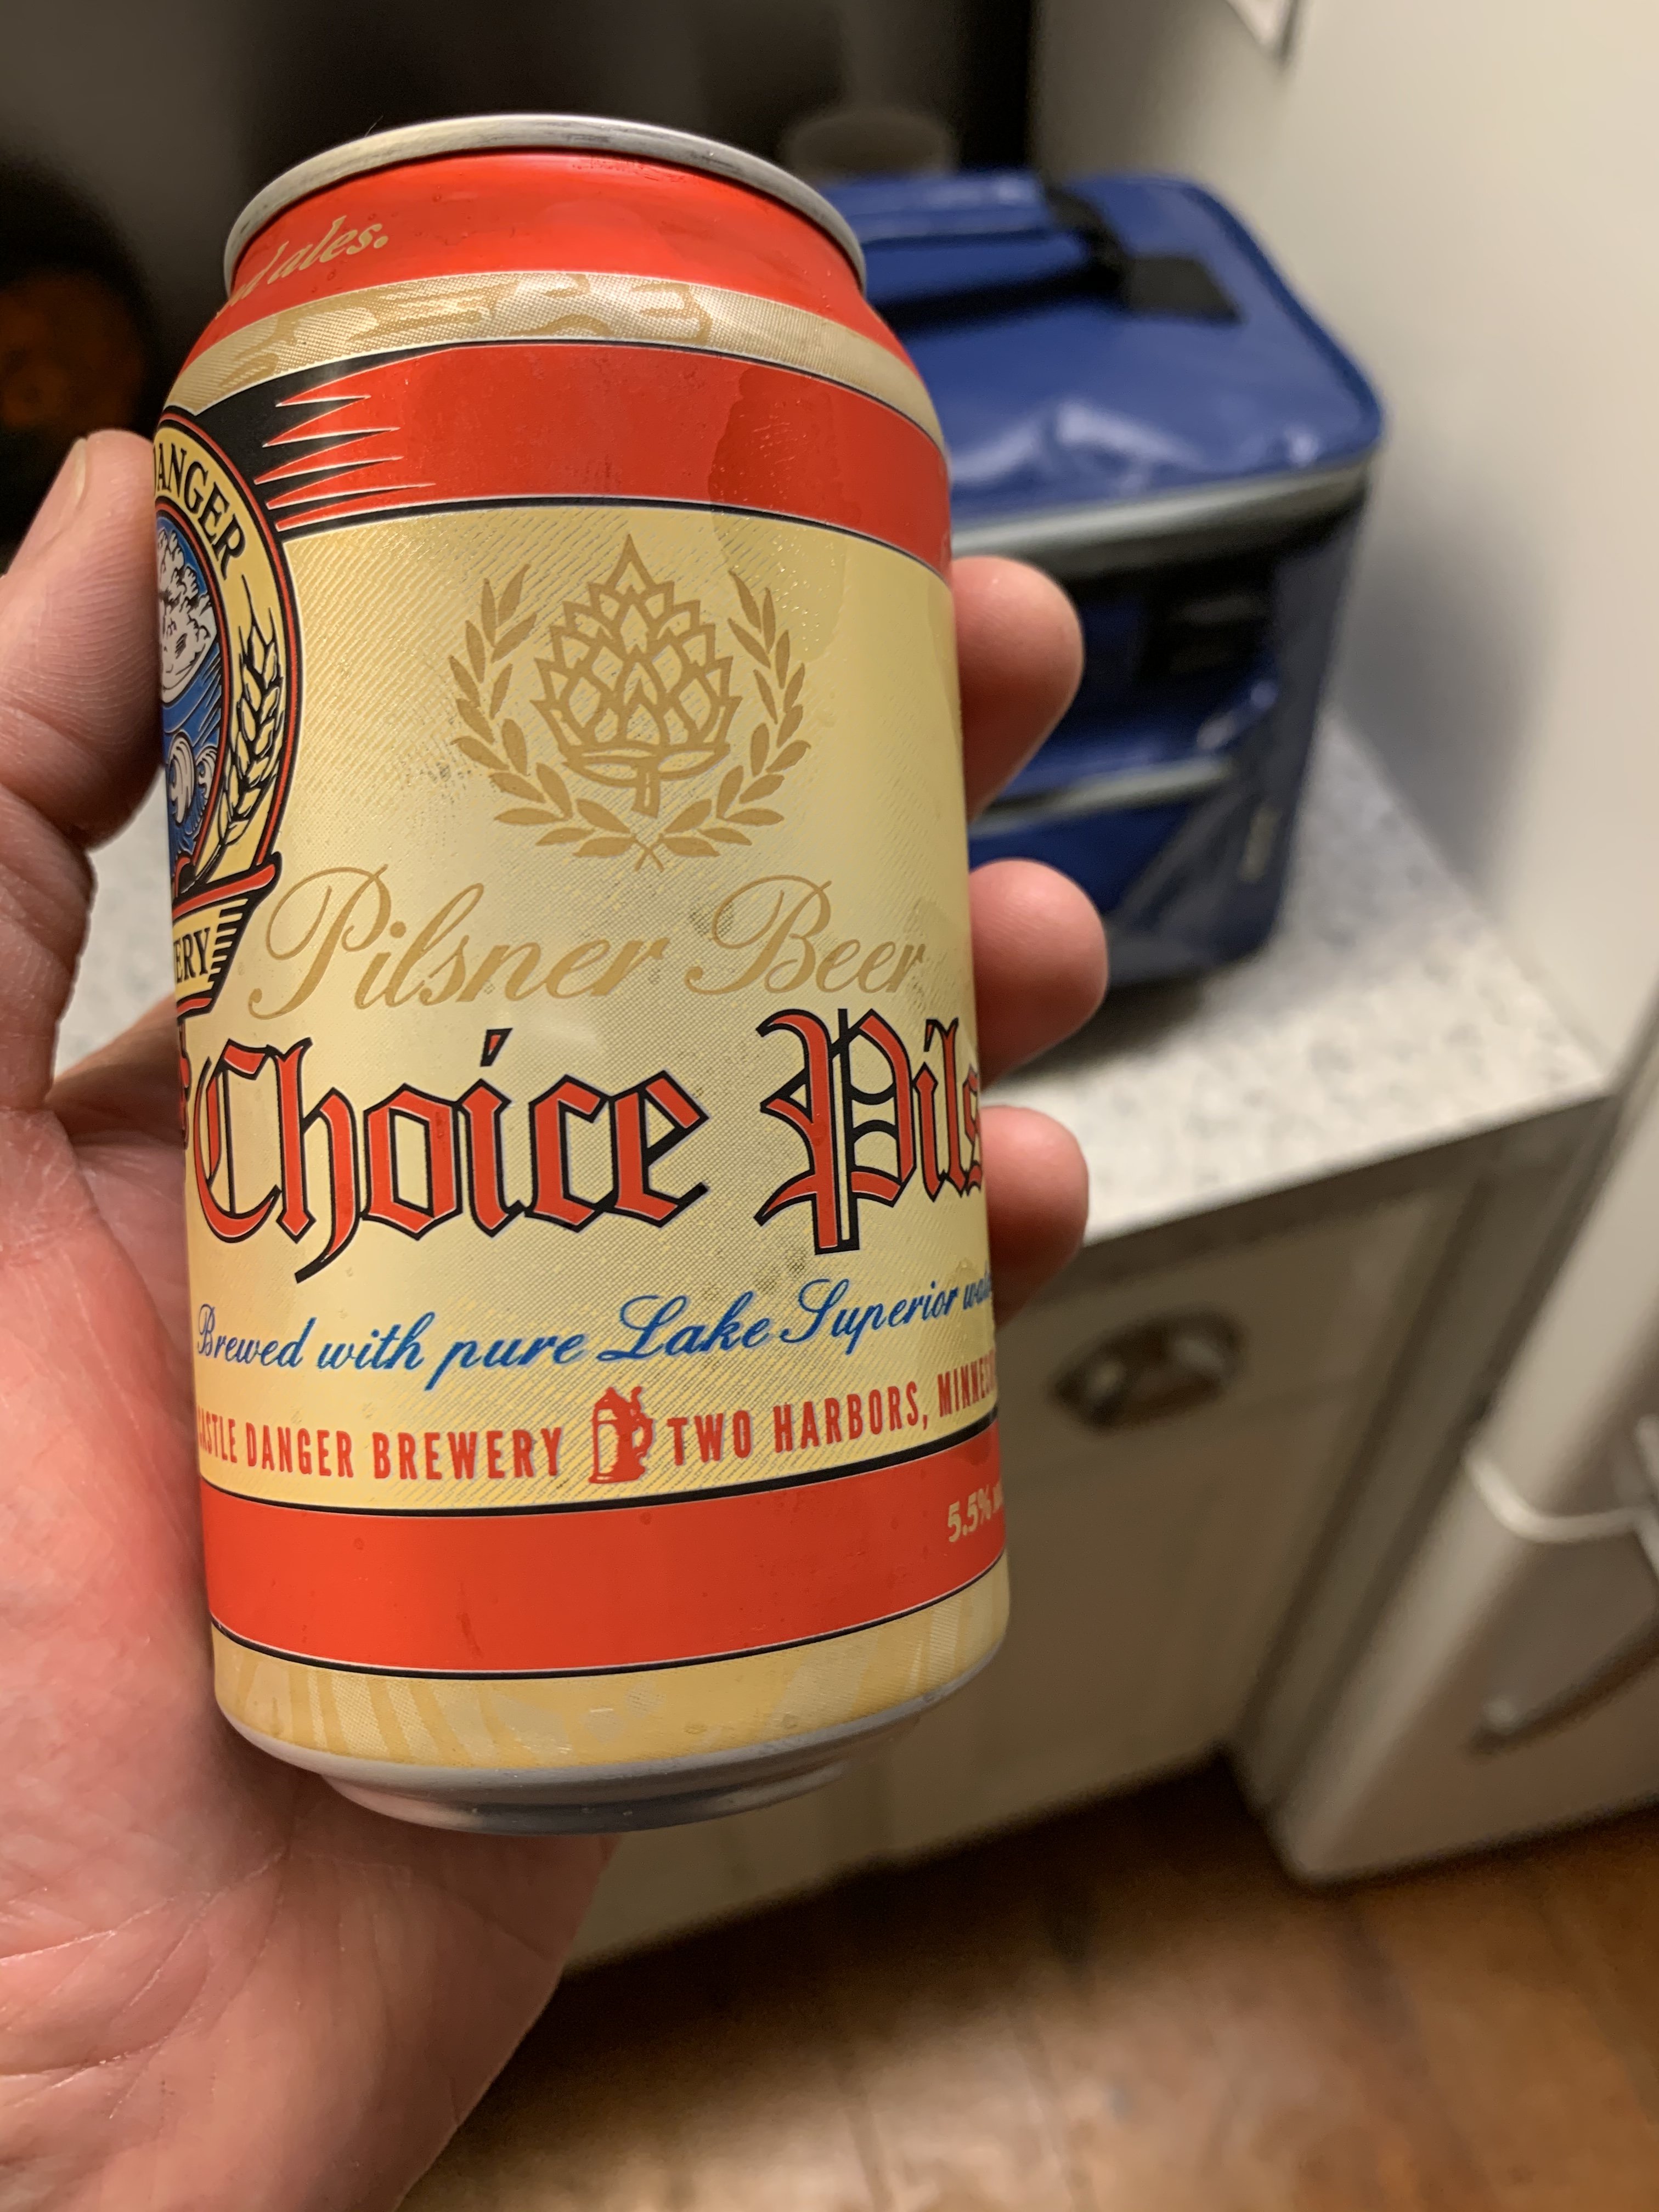 ales.
ANGER
ERY
Pilsner Beer
Choice Pils
Brewed with pure Lake Superior
CASTLE DANGER BREWERY TWO HARBORS, MINNES
5.5%